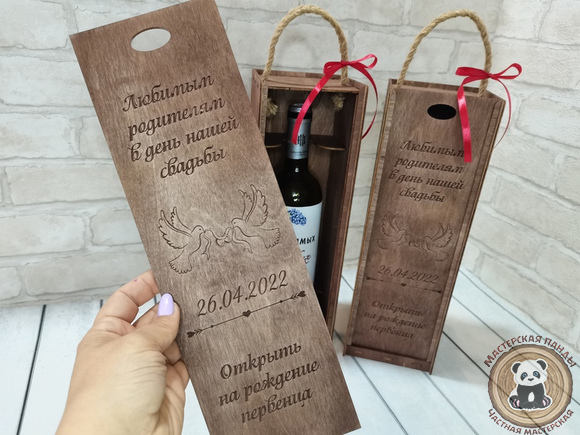 Любимым
родителям
в день нашей
свадьбы
26.04.2022
Открыть
на рождение
первенца
Любимым
родителям
в день нашей
свадьбы
26.04.2022
Открыть
на рождение
первенца
МАСТЕРСКАЯ ПАНДЫ
ЧАСТНАЯ МАСТЕРСКАЯ